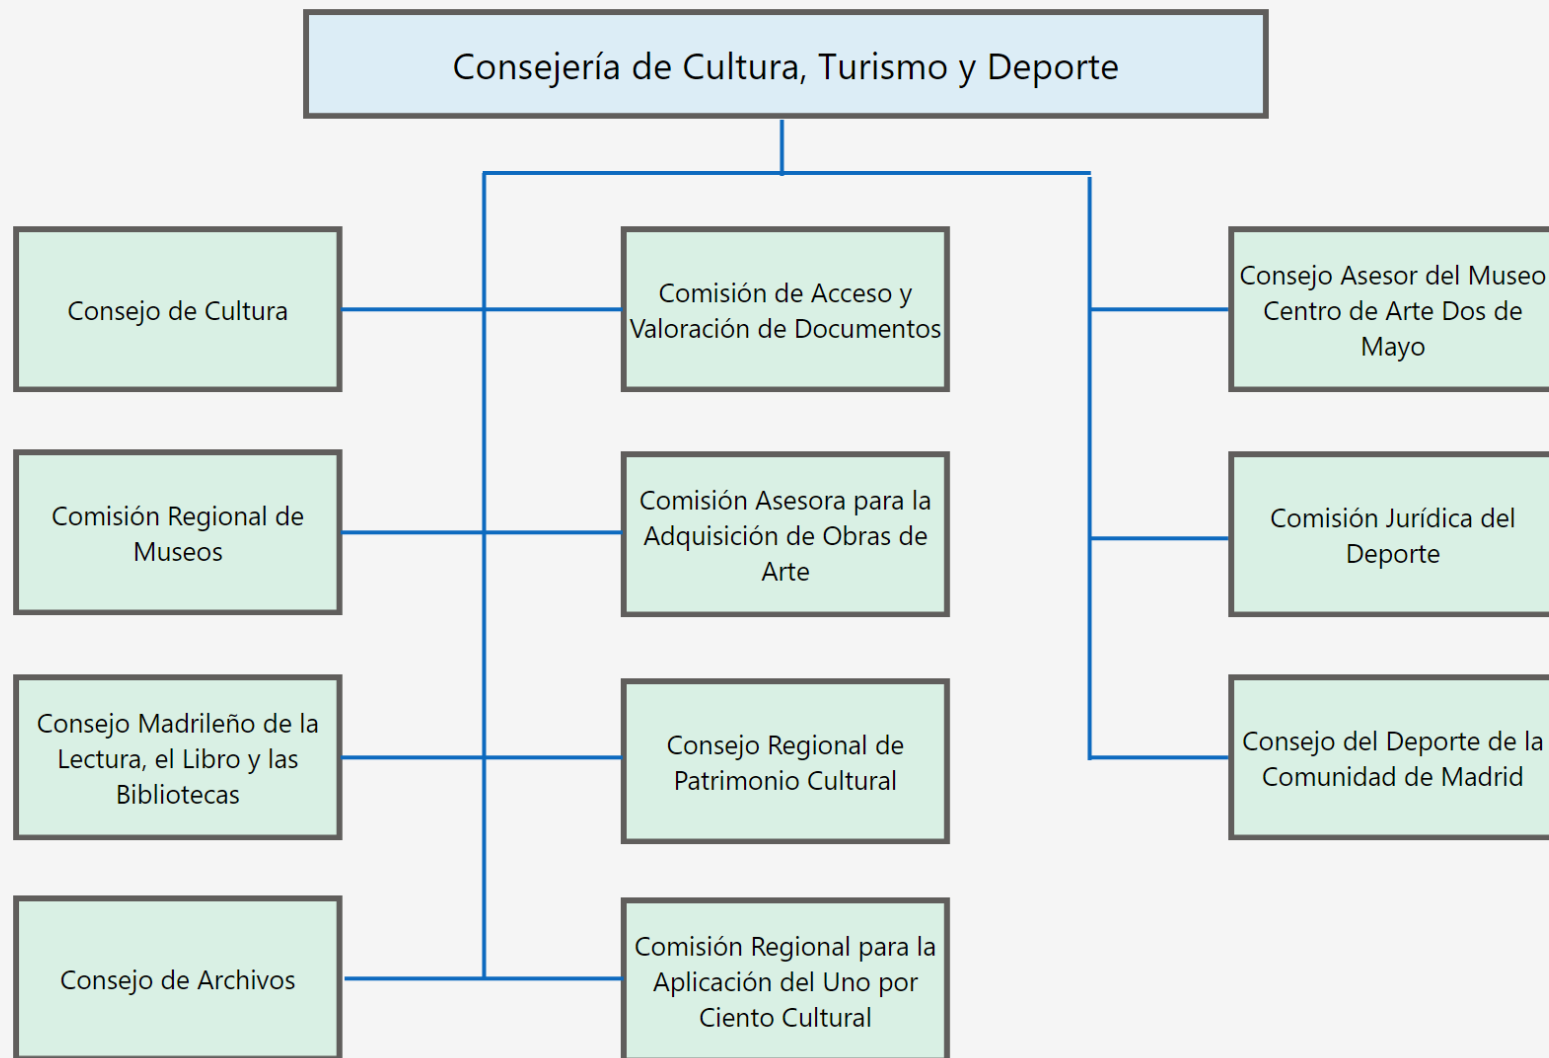 Consejería de Cultura, Turismo y Deporte
Consejo de Cultura
Comisión de Acceso y
Valoración de Documentos
Consejo Asesor del Museo
Centro de Arte Dos de
Mayo
Comisión Regional de
Museos
Comisión Asesora para la
Adquisición de Obras de
Arte
Comisión Jurídica del
Deporte
Consejo Madrileño de la
Lectura, el Libro y las
Bibliotecas
Consejo Regional de
Patrimonio Cultural
Consejo del Deporte de la
Comunidad de Madrid
Consejo de Archivos
Comisión Regional para la
Aplicación del Uno por
Ciento Cultural